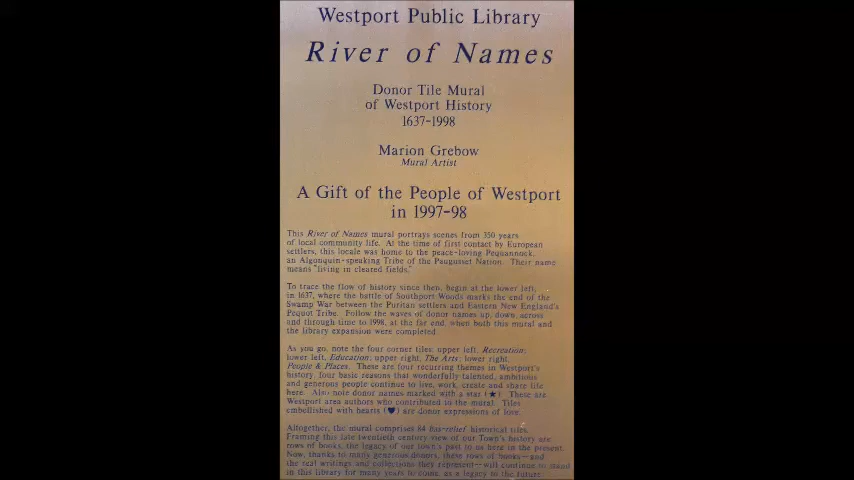 Westport Public Library
River of Names
Donor Tile Mural
of Westport History
1637-1998
Marion Grebow
Mural Artist
A Gift of the People of Westport
in 1997-98
This River of Names mural portrays scenes from 350 years
of local community life. At the time of first contact by European
settlers, this locale was home to the peace-loving Pequannock,
an Algonquin-speaking Tribe of the Paugusset Nation. Their name
means "living in cleared fields."
To trace the flow of history since then, begin at the lower left,
in 1637, where the battle of Southport Woods marks the end of the
Swamp War between the Puritan settlers and Eastern New England's
Pequot Tribe. Follow the waves of donor names up, down, across
and through time to 1998, at the far end, when both this mural and
the library expansion were completed.
As you go, note the four corner tiles: upper left, Recreation;
lower left, Education; upper right, The Arts; lower right,
People & Places. These are four recurring themes in Westport's
history, four basic reasons that wonderfully talented, ambitious
and generous people continue to live, work, create and share life
here. Also note donor names marked with a star (★). These are
Westport area authors who contributed to the mural. Tiles
embellished with hearts (♥) are donor expressions of love.
Altogether, the mural comprises 84 bas-relief historical tiles.
Framing this late twentieth century view of our Town's history are
rows of books, the legacy of our town's past to us here in the present.
Now, thanks to many generous donors, these rows of books—and
the real writings and collections they represent—will continue to stand
in this library for many years to come, as a legacy to the future.